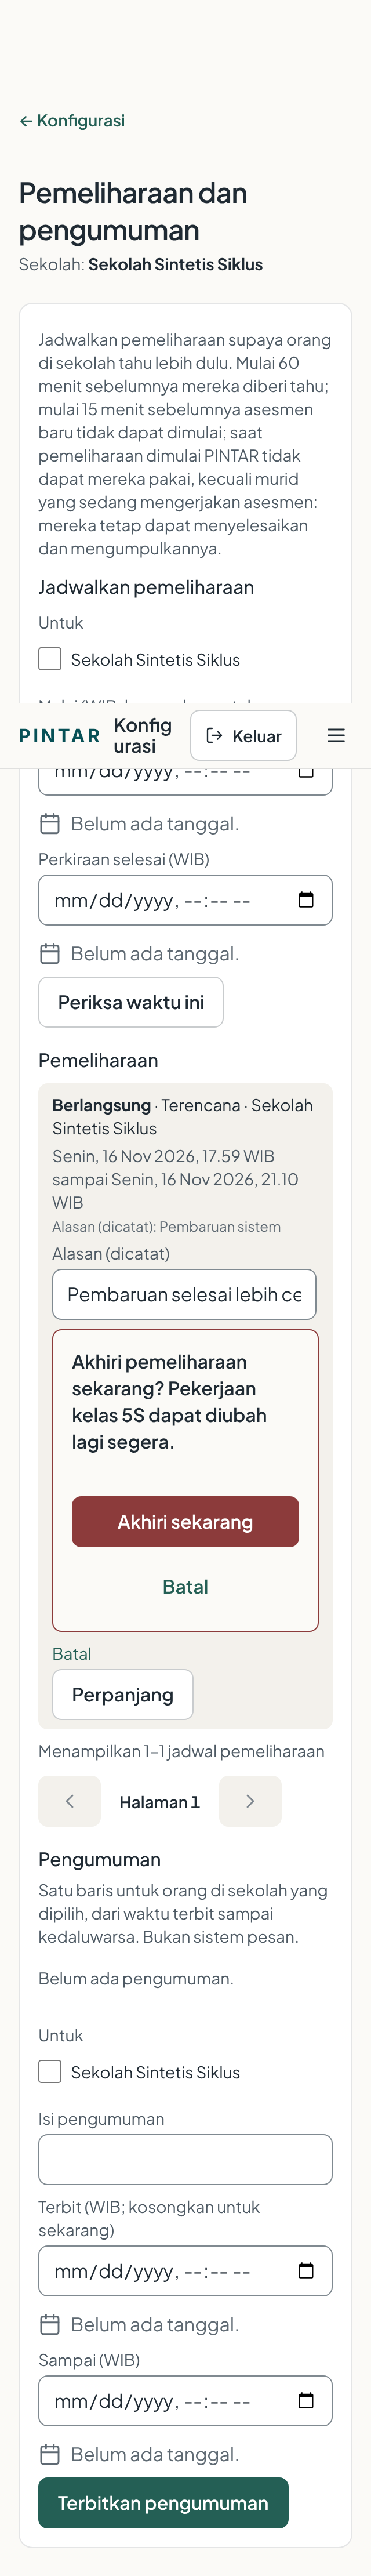 ← Konfigurasi
Pemeliharaan dan
pengumuman
Sekolah: Sekolah Sintetis Siklus
Jadwalkan pemeliharaan supaya orang
di sekolah tahu lebih dulu. Mulai 60
menit sebelumnya mereka diberi tahu;
mulai 15 menit sebelumnya asesmen
baru tidak dapat dimulai; saat
pemeliharaan dimulai PINTAR tidak
dapat mereka pakai, kecuali murid
yang sedang mengerjakan asesmen:
mereka tetap dapat menyelesaikan
dan mengumpulkannya.
Jadwalkan pemeliharaan
Untuk
Sekolah Sintetis Siklus
PINTAR
Konfig
urasi
Keluar
mm/dd/yyyy, --:-- --
Belum ada tanggal.
Perkiraan selesai (WIB)
mm/dd/yyyy, --:-- --
Belum ada tanggal.
Periksa waktu ini
Pemeliharaan
Berlangsung · Terencana · Sekolah
Sintetis Siklus
Senin, 16 Nov 2026, 17.59 WIB
sampai Senin, 16 Nov 2026, 21.10
WIB
Alasan (dicatat): Pembaruan sistem
Alasan (dicatat)
Pembaruan selesai lebih ce
Akhiri pemeliharaan
sekarang? Pekerjaan
kelas 5S dapat diubah
lagi segera.
Akhiri sekarang
Batal
Batal
Perpanjang
Menampilkan 1–1 jadwal pemeliharaan
Halaman 1
Pengumuman
Satu baris untuk orang di sekolah yang
dipilih, dari waktu terbit sampai
kedaluwarsa. Bukan sistem pesan.
Belum ada pengumuman.
Untuk
Sekolah Sintetis Siklus
Isi pengumuman
Terbit (WIB; kosongkan untuk
sekarang)
mm/dd/yyyy, --:-- --
Belum ada tanggal.
Sampai (WIB)
mm/dd/yyyy, --:-- --
Belum ada tanggal.
Terbitkan pengumuman